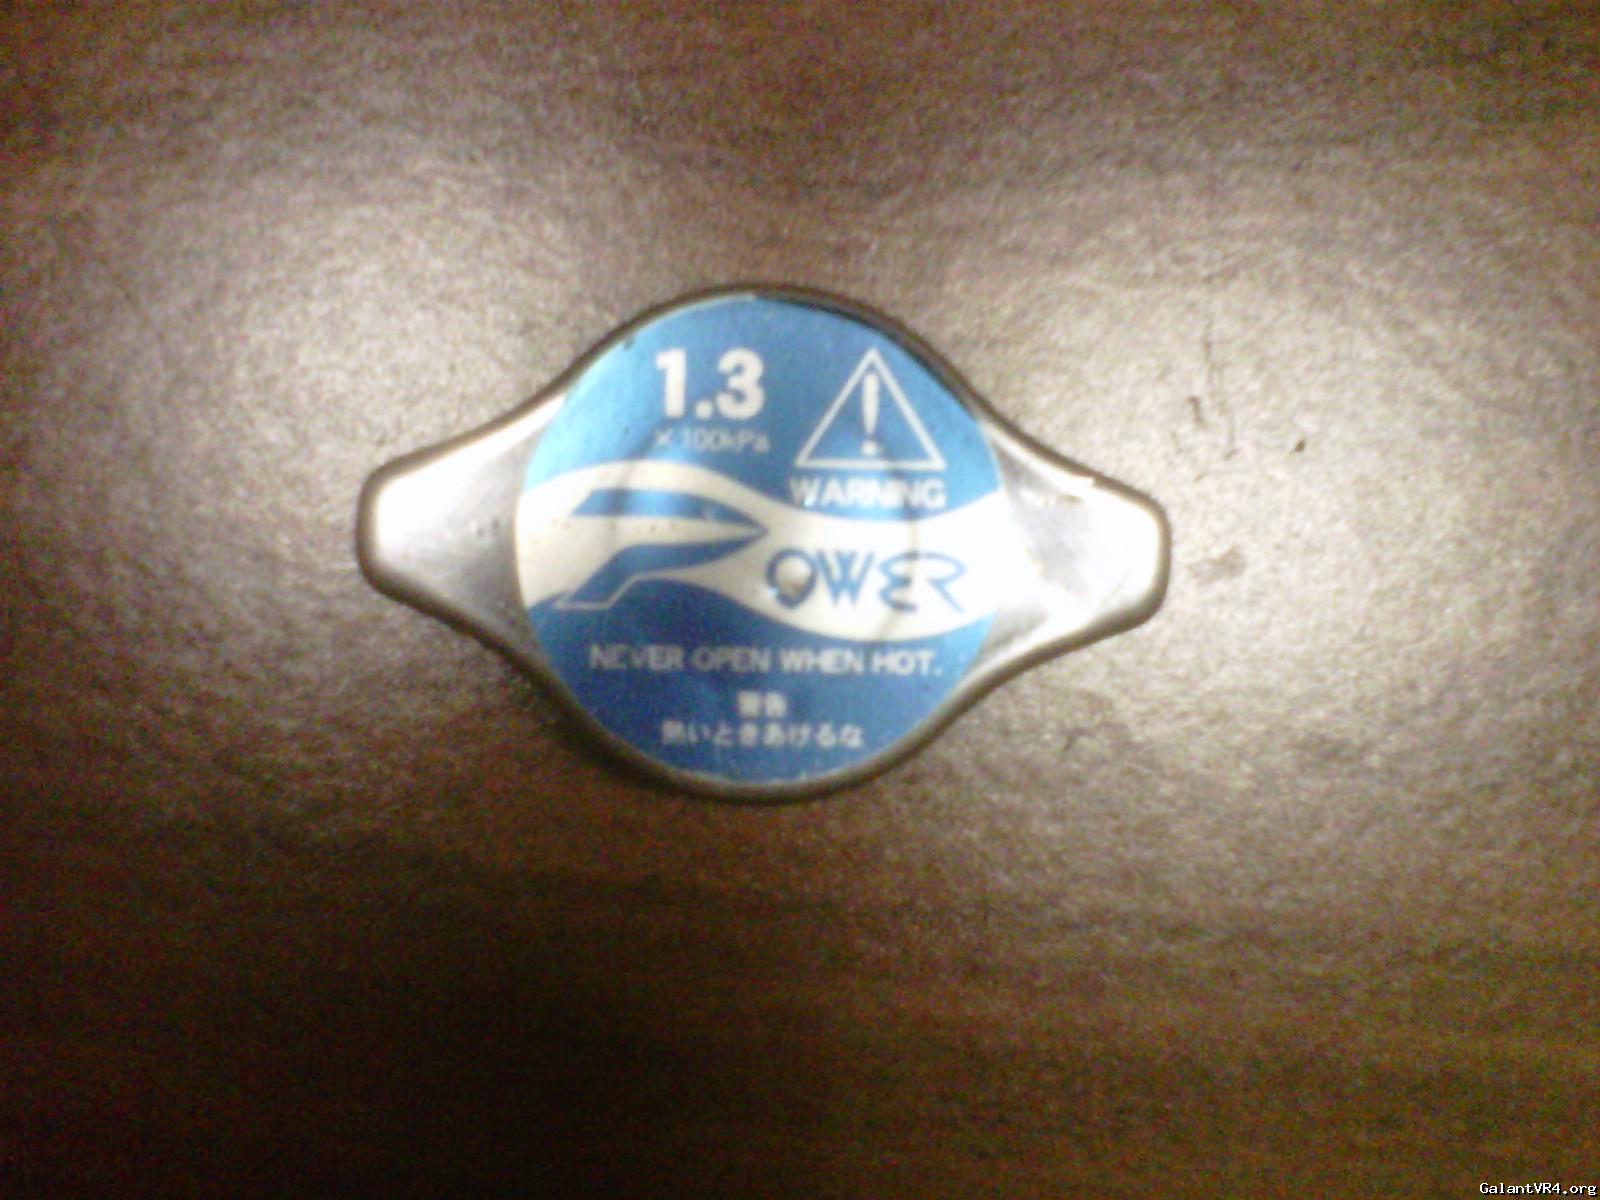 1.3
×100kPa
WARNING
POWER
NEVER OPEN WHEN HOT.
警告
熱いときあけるな
GalantVR4.org